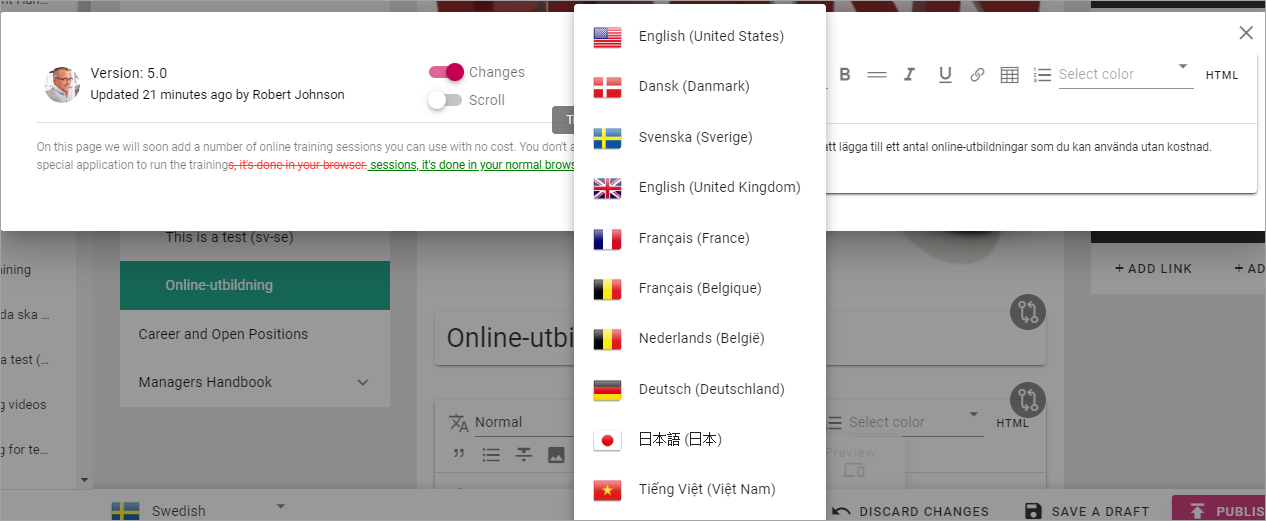 Version: 5.0
Updated 21 minutes ago by Robert Johnson
Changes
Scroll
On this page we will soon add a number of online training sessions you can use with no cost. You don't
special application to run the trainings, it's done in your browser. sessions, it's done in your normal
English (United States)
Dansk (Danmark)
Svenska (Sverige)
English (United Kingdom)
Français (France)
Français (Belgique)
Nederlands (België)
Deutsch (Deutschland)
日本語 (日本)
Tiếng Việt (Việt Nam)
B
I
U
Select color
HTML
lägga till ett antal online-utbildningar som du kan använda utan kostnad.
This is a test (sv-se)
Online-utbildning
Career and Open Positions
Managers Handbook
da ska ...
a test (...
videos
for te...
+ ADD LINK
+
Online-utbi
Normal
Select color
HTML
Preview
Swedish
DISCARD CHANGES
SAVE A DRAFT
PUBLIS